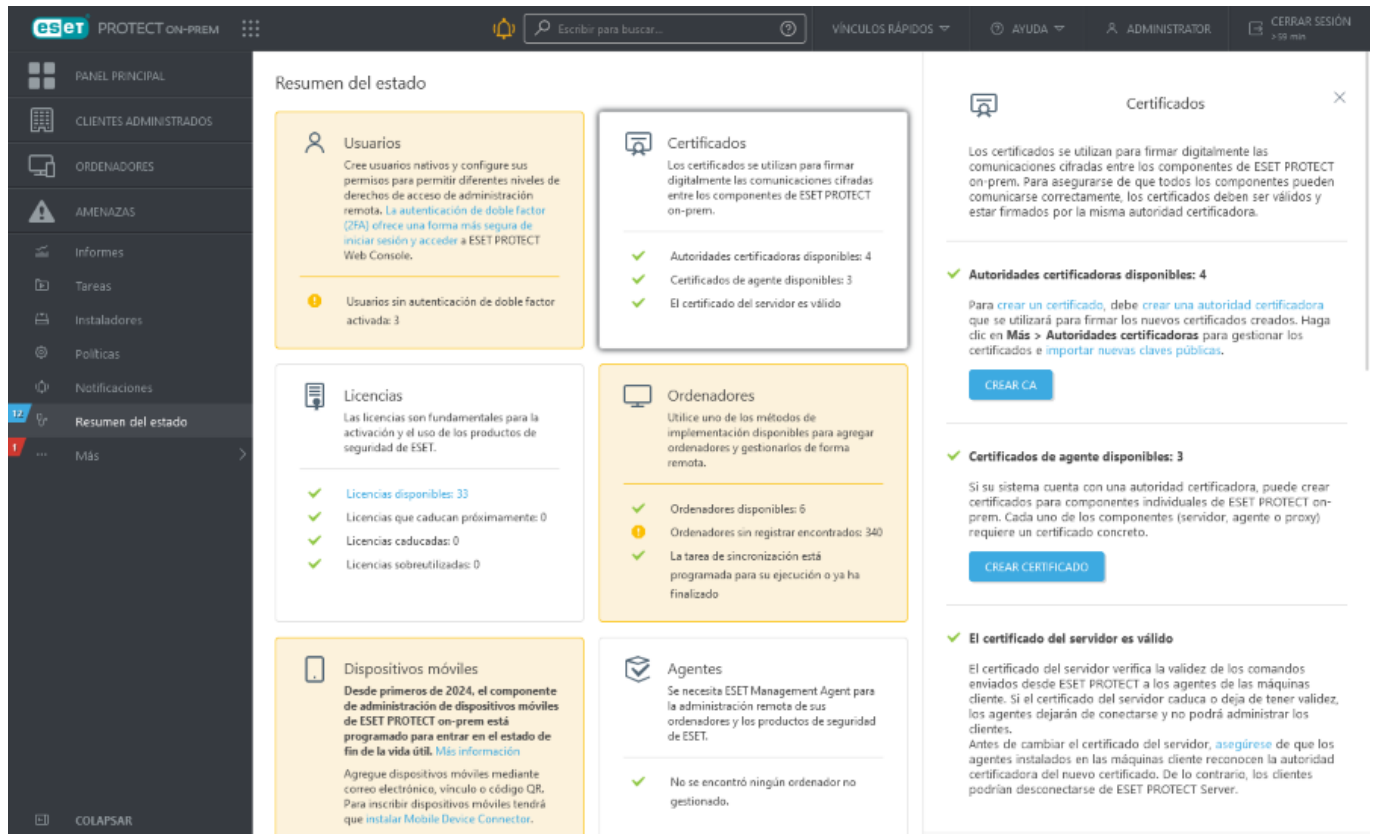 eset PROTECT ON-PREM
Escribir para buscar...
VÍNCULOS RÁPIDOS
AYUDA
ADMINISTRATOR
CERRAR SESIÓN
>59 min
PANEL PRINCIPAL
CLIENTES ADMINISTRADOS
ORDENADORES
AMENAZAS
Informes
Tareas
Instaladores
Políticas
Notificaciones
12
Resumen del estado
1
Más
COLAPSAR
Resumen del estado
Usuarios
Cree usuarios nativos y configure sus
permisos para permitir diferentes niveles de
derechos de acceso de administración
remota. La autenticación de doble factor
(2FA) ofrece una forma más segura de
iniciar sesión y acceder a ESET PROTECT
Web Console.
Usuarios sin autenticación de doble factor
activada: 3
Certificados
Los certificados se utilizan para firmar
digitalmente las comunicaciones cifradas
entre los componentes de ESET PROTECT
on-prem.
Autoridades certificadoras disponibles: 4
Certificados de agente disponibles: 3
El certificado del servidor es válido
Licencias
Las licencias son fundamentales para la
activación y el uso de los productos de
seguridad de ESET.
Licencias disponibles: 33
Licencias que caducan próximamente: 0
Licencias caducadas: 0
Licencias sobreutilizadas: 0
Ordenadores
Utilice uno de los métodos de
implementación disponibles para agregar
ordenadores y gestionarlos de forma
remota.
Ordenadores disponibles: 6
Ordenadores sin registrar encontrados: 340
La tarea de sincronización está
programada para su ejecución o ya ha
finalizado
Dispositivos móviles
Desde primeros de 2024, el componente
de administración de dispositivos móviles
de ESET PROTECT on-prem está
programado para entrar en el estado de
fin de la vida útil. Más información
Agregue dispositivos móviles mediante
correo electrónico, vínculo o código QR.
Para inscribir dispositivos móviles tendrá
que instalar Mobile Device Connector.
Agentes
Se necesita ESET Management Agent para
la administración remota de sus
ordenadores y los productos de seguridad
de ESET.
No se encontró ningún ordenador no
gestionado.
Certificados
Los certificados se utilizan para firmar digitalmente las
comunicaciones cifradas entre los componentes de ESET PROTECT
on-prem. Para asegurarse de que todos los componentes pueden
comunicarse correctamente, los certificados deben ser válidos y
estar firmados por la misma autoridad certificadora.
Autoridades certificadoras disponibles: 4
Para crear un certificado, debe crear una autoridad certificadora
que se utilizará para firmar los nuevos certificados creados. Haga
clic en Más > Autoridades certificadoras para gestionar los
certificados e importar nuevas claves públicas.
CREAR CA
Certificados de agente disponibles: 3
Si su sistema cuenta con una autoridad certificadora, puede crear
certificados para componentes individuales de ESET PROTECT on-
prem. Cada uno de los componentes (servidor, agente o proxy)
requiere un certificado concreto.
CREAR CERTIFICADO
El certificado del servidor es válido
El certificado del servidor verifica la validez de los comandos
enviados desde ESET PROTECT a los agentes de las máquinas
cliente. Si el certificado del servidor caduca o deja de tener validez,
los agentes dejarán de conectarse y no podrá administrar los
clientes.
Antes de cambiar el certificado del servidor, asegúrese de que los
agentes instalados en las máquinas cliente reconocen la autoridad
certificadora del nuevo certificado. De lo contrario, los clientes
podrían desconectarse de ESET PROTECT Server.